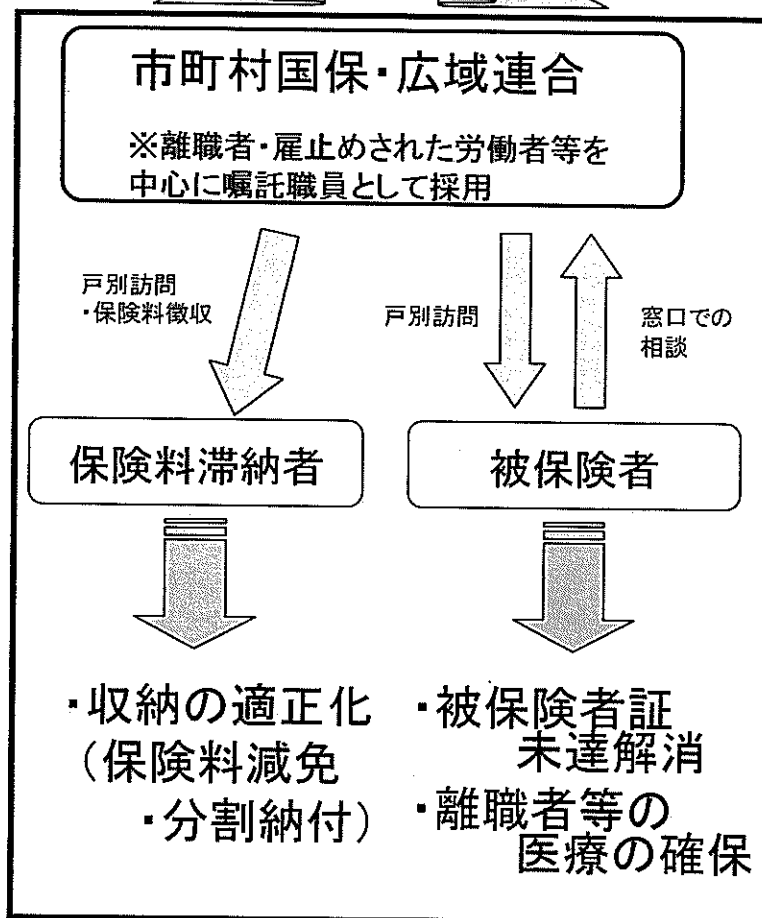 市町村国保・広域連合
※離職者・雇止めされた労働者等を
中心に嘱託職員として採用
戸別訪問
・保険料徴収
戸別訪問
窓口での
相談
保険料滞納者
被保険者
・収納の適正化
(保険料減免
・分割納付)
・被保険者証
未達解消
・離職者等の
医療の確保